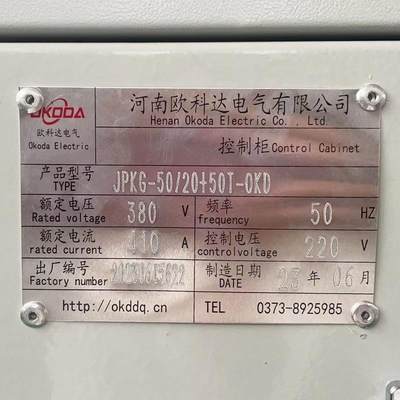 河南欧科达电气有限公司
OKODA
Henan Okoda Electric Co., Ltd.
欧科达电气
Okoda Electric
控制柜Control Cabinet
产品型号
TYPE
JPKG-50/20+50T-OKD
额定电压
Rated voltage
380 V
频率
frequency
50 HZ
额定电流
rated current
A
控制电压
controlvoltage
220 V
出厂编号
Factory number
制造日期
DATE
23年06月
http://okddq.cn
TEL 0373-8925985